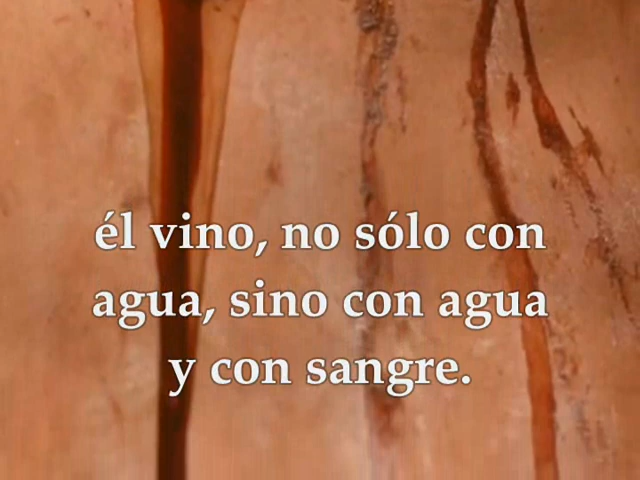 él vino, no sólo con
agua, sino con agua
y con sangre.